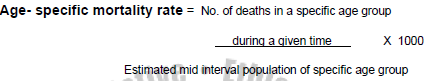 Age- specific mortality rate = No. of deaths in a specific age group
during a given time X 1000
Estimated mid interval population of specific age group